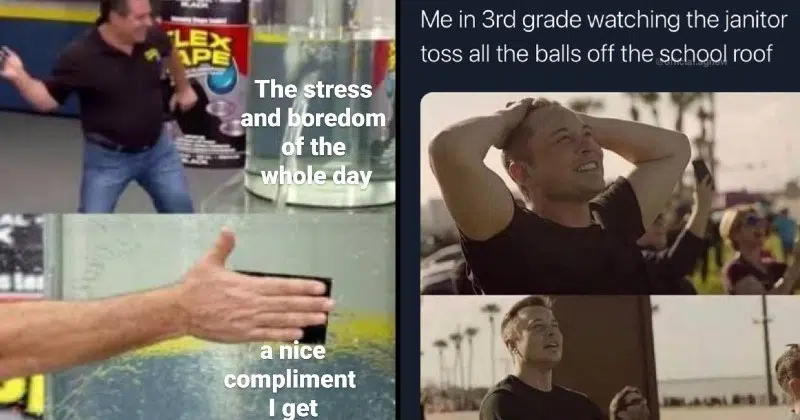 FLEX
TAPE
The stress
and boredom
of the
whole day
a nice
compliment
I get
Me in 3rd grade watching the janitor
toss all the balls off the school roof